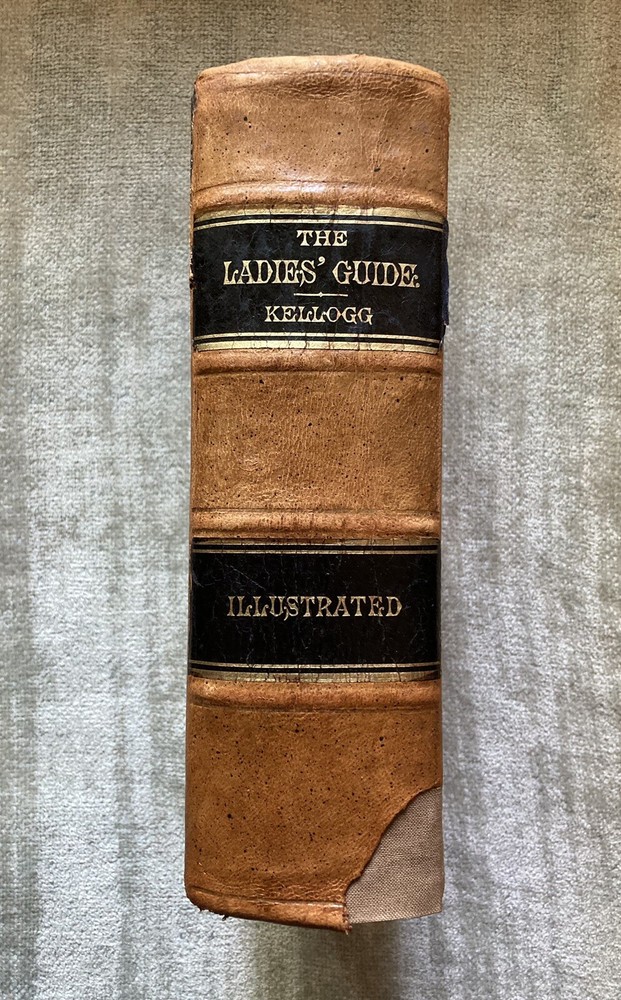 THE
LADIES' GUIDE
KELLOGG
ILLUSTRATED